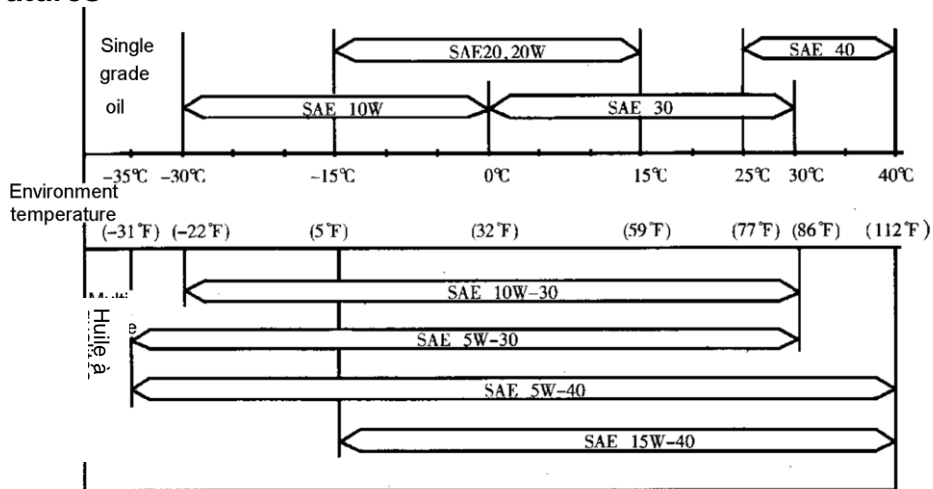 Single
grade
oil
SAE20, 20W
SAE 40
SAE 10W
SAE 30
Environment
temperature
-35℃ -30℃ -15℃ 0℃ 15℃ 25℃ 30℃ 40℃
(-31°F) (-22°F) (5°F) (32°F) (59°F) (77°F) (86°F) (112°F)
SAE 10W-30
Huile à
SAE 5W-30
SAE 5W-40
SAE 15W-40